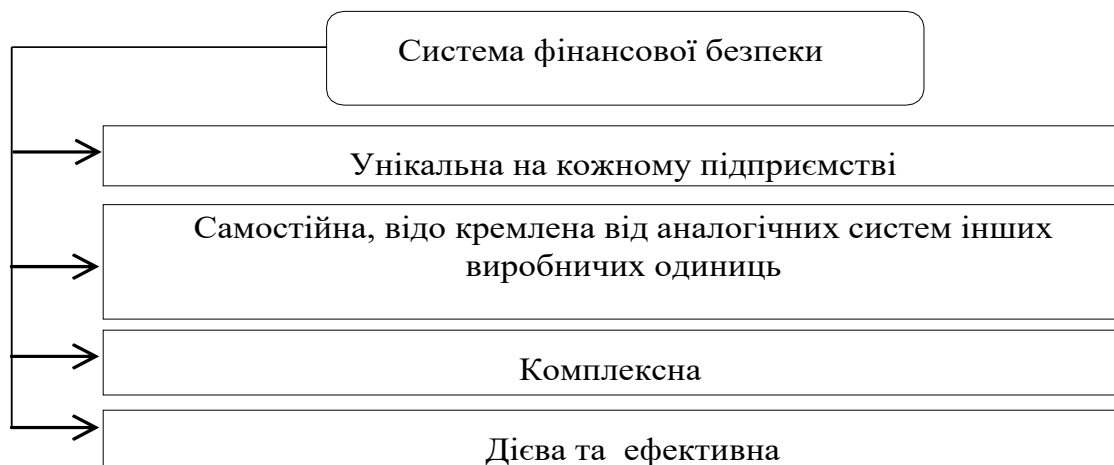 Система фінансової безпеки
Унікальна на кожному підприємстві
Самостійна, відо кремлена від аналогічних систем інших
виробничих одиниць
Комплексна
Дієва та ефективна